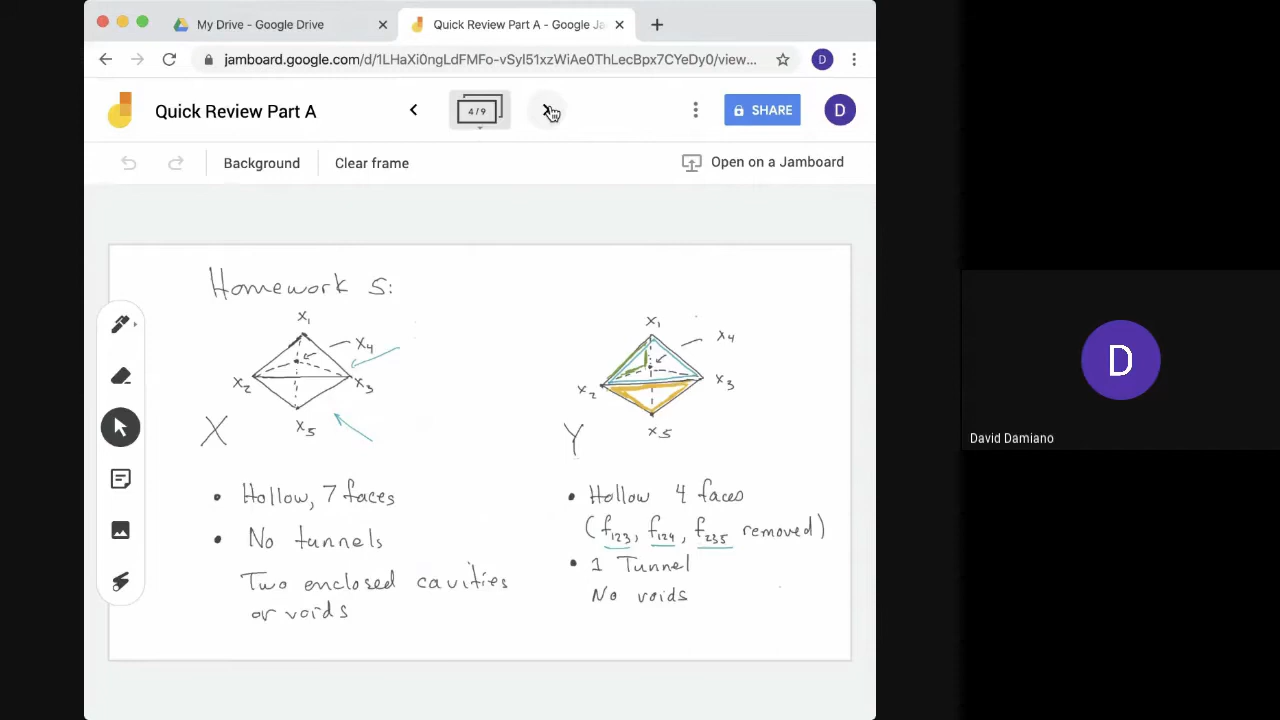 My Drive - Google Drive
Quick Review Part A - Google Ja
jamboard.google.com/d/1LHaXi0ngLdFMFo-vSyl51xzWiAe0ThLecBpx7CYeDy0/view...
D
Quick Review Part A
4/9
SHARE
D
Background
Clear frame
Open on a Jamboard
Homework 5:
x1
x4
x2
x3
x5
X
• Hollow, 7 faces
• No tunnels
Two enclosed cavities
or voids
x1
x4
x2
x3
x5
Y
• Hollow 4 faces
(f123, f124, f235 removed)
• 1 Tunnel
No voids
D
David Damiano